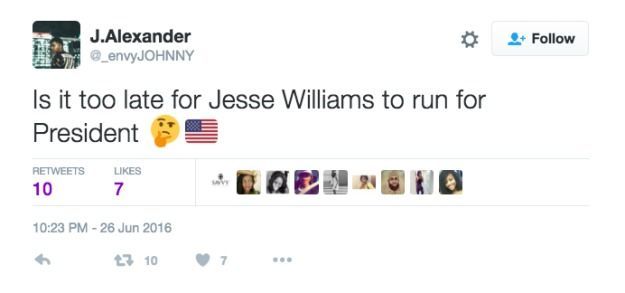 J.Alexander
@_envyJOHNNY
Follow
Is it too late for Jesse Williams to run for
President 🤔🇺🇸
RETWEETS LIKES
10 7
10:23 PM - 26 Jun 2016
10 7